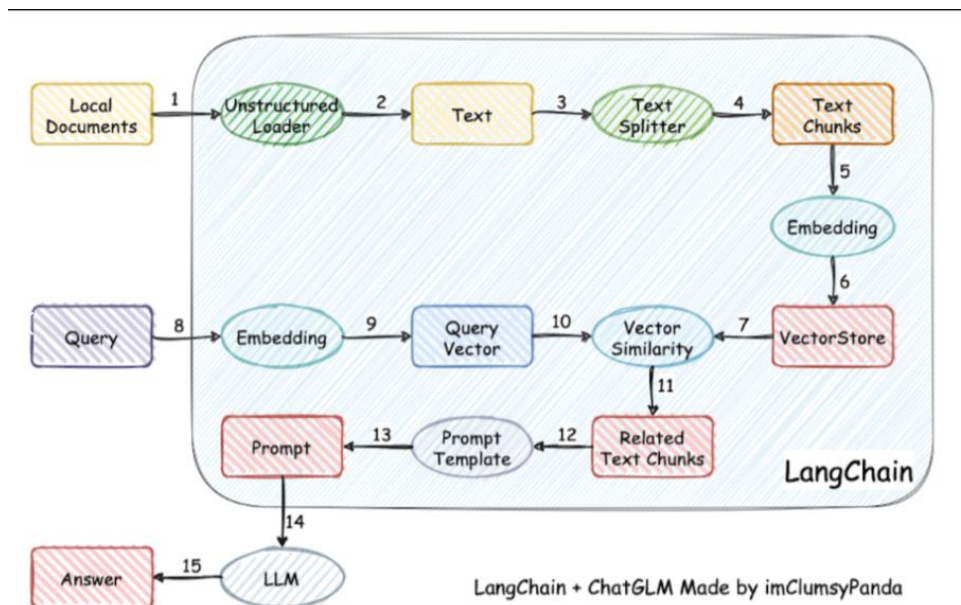 Local
Documents
1
Unstructured
Loader
2
Text
3
Text
Splitter
4
Text
Chunks
5
Embedding
6
Query
8
Embedding
9
Query
Vector
10
Vector
Similarity
7
VectorStore
11
Prompt
13
Prompt
Template
12
Related
Text Chunks
LangChain
14
Answer
15
LLM
LangChain + ChatGLM Made by imClumsyPanda